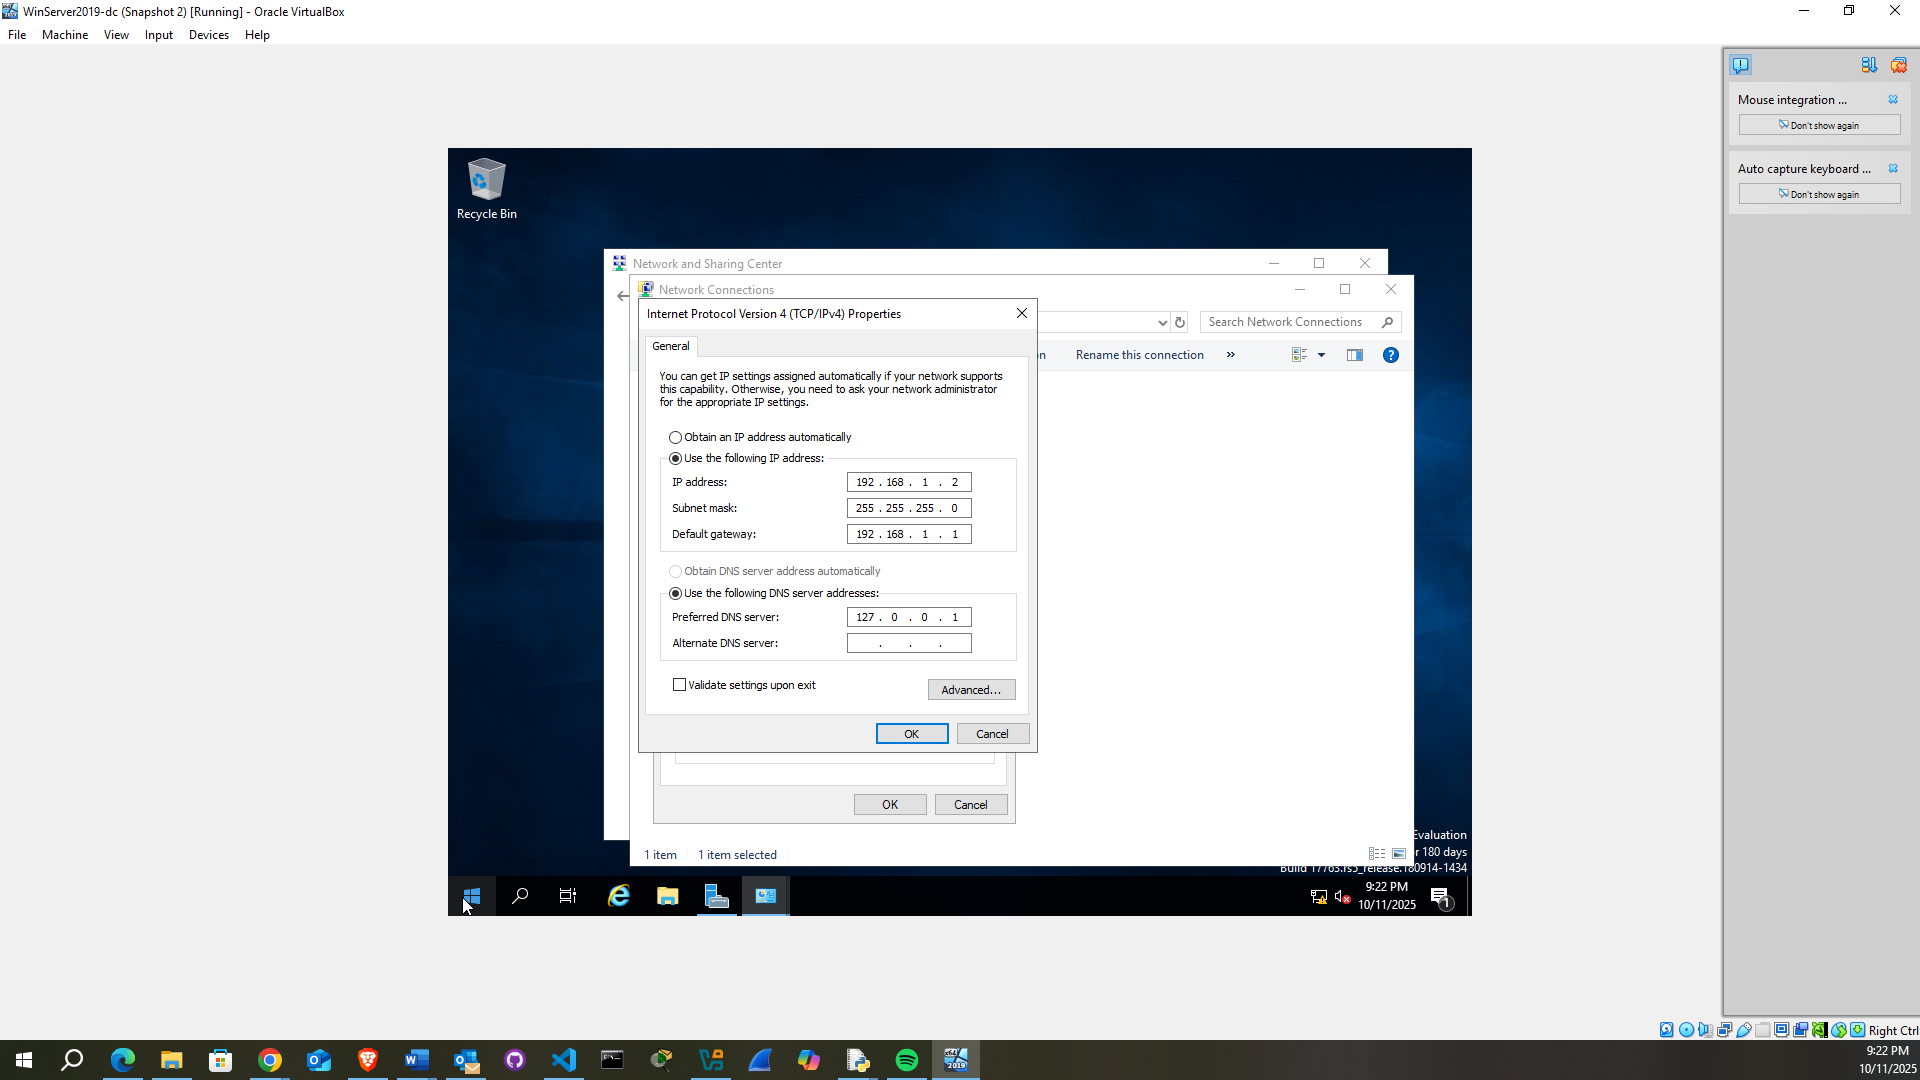 WinServer2019-dc (Snapshot 2) [Running] - Oracle VirtualBox
File Machine View Input Devices Help
Mouse integration ...
Don't show again
Auto capture keyboard ...
Don't show again
Recycle Bin
Network and Sharing Center
Network Connections
Internet Protocol Version 4 (TCP/IPv4) Properties
Search Network Connections
General
on Rename this connection »
You can get IP settings assigned automatically if your network supports
this capability. Otherwise, you need to ask your network administrator
for the appropriate IP settings.
Obtain an IP address automatically
Use the following IP address:
IP address: 192 . 168 . 1 . 2
Subnet mask: 255 . 255 . 255 . 0
Default gateway: 192 . 168 . 1 . 1
Obtain DNS server address automatically
Use the following DNS server addresses:
Preferred DNS server: 127 . 0 . 0 . 1
Alternate DNS server: . . .
Validate settings upon exit
Advanced...
OK Cancel
OK Cancel
1 item 1 item selected
Evaluation
r 180 days
Build 17763.rs5_release.180914-1434
9:22 PM
10/11/2025
1
Right Ctrl
9:22 PM
10/11/2025